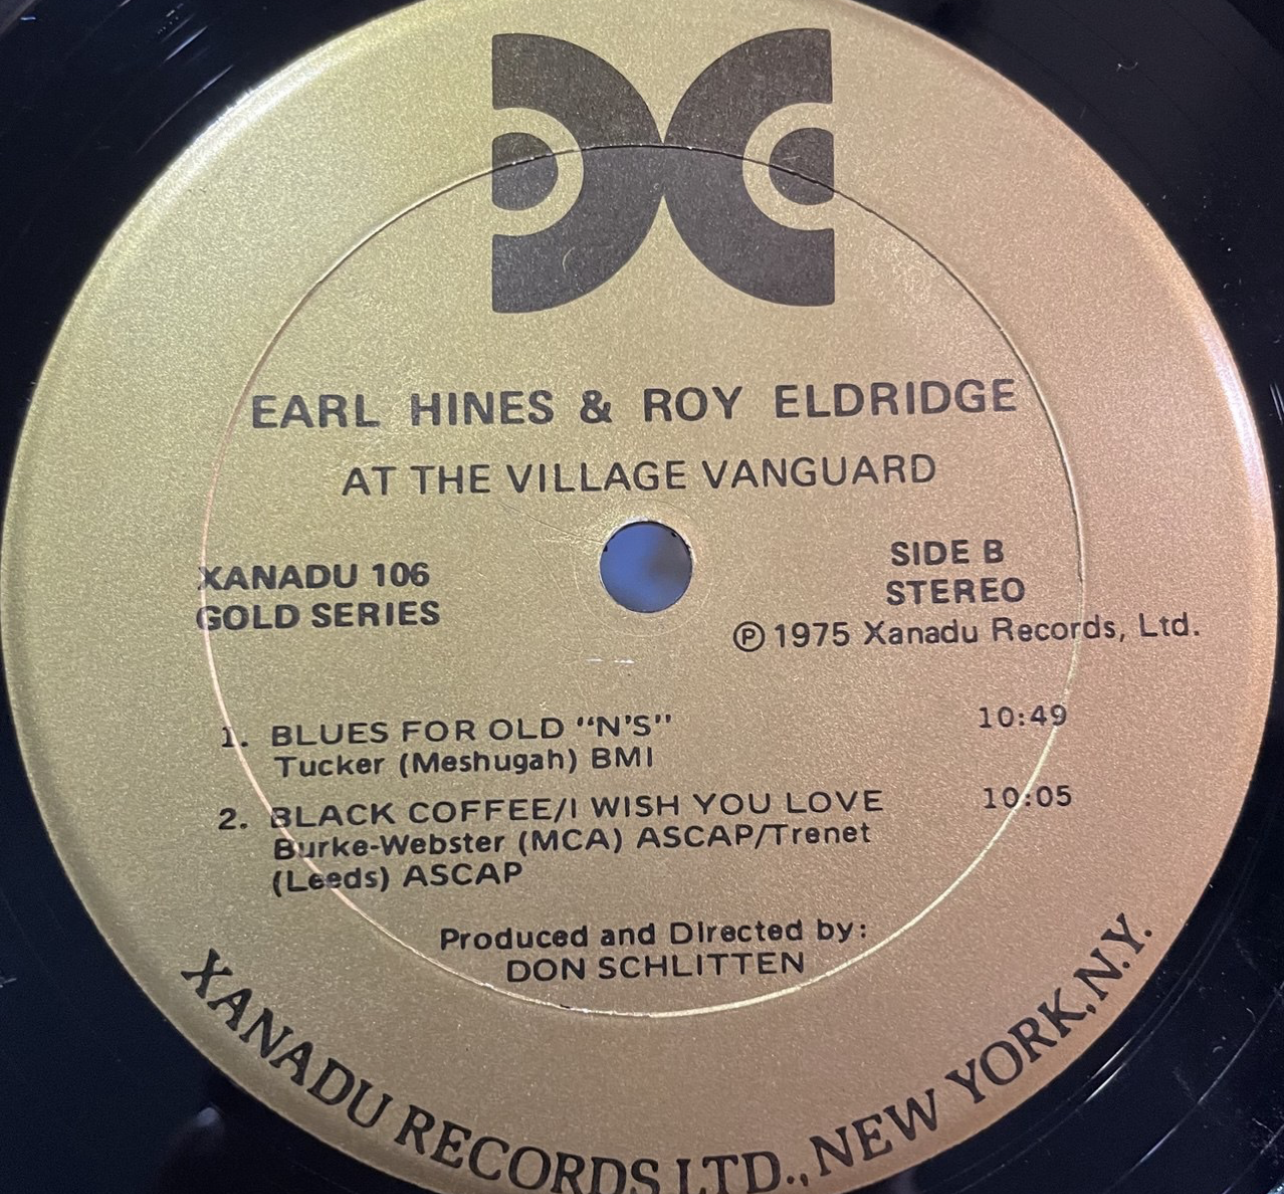 EARL HINES & ROY ELDRIDGE
AT THE VILLAGE VANGUARD
XANADU 106
GOLD SERIES
SIDE B
STEREO
Ⓟ 1975 Xanadu Records, Ltd.
1. BLUES FOR OLD "N'S" 10:49
Tucker (Meshugah) BMI
2. BLACK COFFEE/I WISH YOU LOVE 10:05
Burke-Webster (MCA) ASCAP/Trenet
(Leeds) ASCAP
Produced and Directed by:
DON SCHLITTEN
XANADU RECORDS LTD., NEW YORK, N.Y.